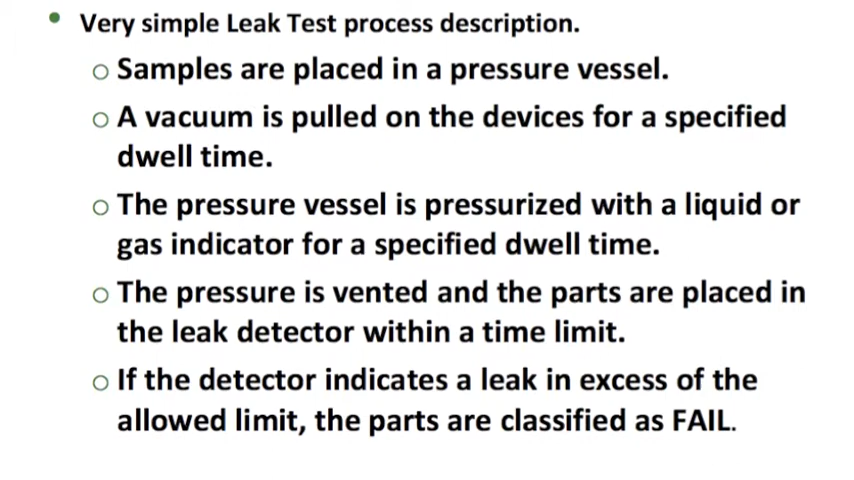 • Very simple Leak Test process description.
o Samples are placed in a pressure vessel.
o A vacuum is pulled on the devices for a specified
dwell time.
o The pressure vessel is pressurized with a liquid or
gas indicator for a specified dwell time.
o The pressure is vented and the parts are placed in
the leak detector within a time limit.
o If the detector indicates a leak in excess of the
allowed limit, the parts are classified as FAIL.